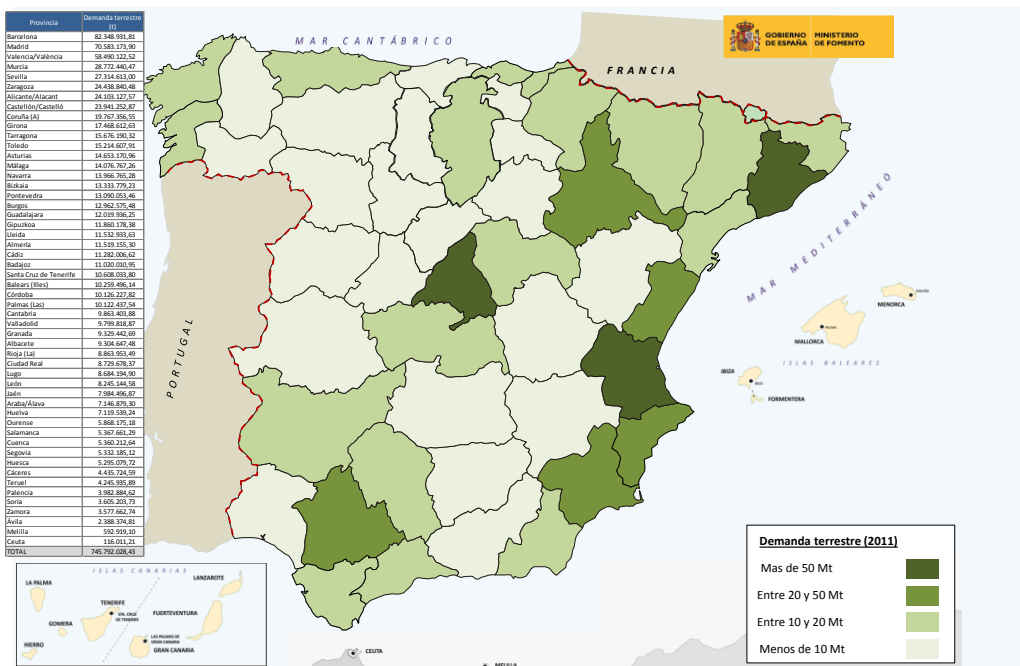 Provincia Demanda terrestre (t)
Barcelona 82.348.931,81
Madrid 70.583.173,90
Valencia/València 58.490.122,52
Murcia 28.772.440,47
Sevilla 27.314.613,00
Zaragoza 24.438.840,48
Alicante/Alacant 24.103.127,57
Castellón/Castelló 23.941.252,87
Coruña (A) 19.767.356,55
Girona 17.468.612,63
Tarragona 15.676.190,32
Toledo 15.214.607,91
Asturias 14.653.170,96
Málaga 14.076.767,26
Navarra 13.966.765,28
Bizkaia 13.333.779,23
Pontevedra 13.090.053,46
Burgos 12.962.575,48
Guadalajara 12.019.936,25
Gipuzkoa 11.860.178,38
Lleida 11.532.933,63
Almería 11.519.155,30
Cádiz 11.282.006,62
Badajoz 11.020.010,95
Santa Cruz de Tenerife 10.608.033,80
Balears (Illes) 10.259.496,14
Córdoba 10.126.227,82
Palmas (Las) 10.122.437,54
Cantabria 9.863.403,88
Valladolid 9.799.818,87
Granada 9.329.442,69
Albacete 9.304.647,48
Rioja (La) 8.863.953,49
Ciudad Real 8.729.678,37
Lugo 8.684.194,90
León 8.245.144,58
Jaén 7.984.496,87
Araba/Álava 7.146.879,30
Huelva 7.119.539,24
Ourense 5.868.175,18
Salamanca 5.367.661,29
Cuenca 5.360.212,64
Segovia 5.332.185,12
Huesca 5.295.079,72
Cáceres 4.435.724,59
Teruel 4.245.935,89
Palencia 3.982.884,62
Soria 3.605.203,73
Zamora 3.577.662,74
Ávila 2.388.374,81
Melilla 592.919,10
Ceuta 116.011,21
TOTAL 745.792.028,43
MAR CANTÁBRICO
FRANCIA
GOBIERNO DE ESPAÑA
MINISTERIO DE FOMENTO
PORTUGAL
MAR MEDITERRÁNEÓ
MENORCA
MALLORCA
PALMA
ISLAS BALEARES
IBIZA
FORMENTERA
ISLAS CANARIAS
LA PALMA
LANZAROTE
TENERIFE
STA. CRUZ DE TENERIFE
FUERTEVENTURA
GOMERA
HIERRO
LAS PALMAS DE GRAN CANARIA
GRAN CANARIA
CEUTA
MELILLA
Demanda terrestre (2011)
Mas de 50 Mt
Entre 20 y 50 Mt
Entre 10 y 20 Mt
Menos de 10 Mt